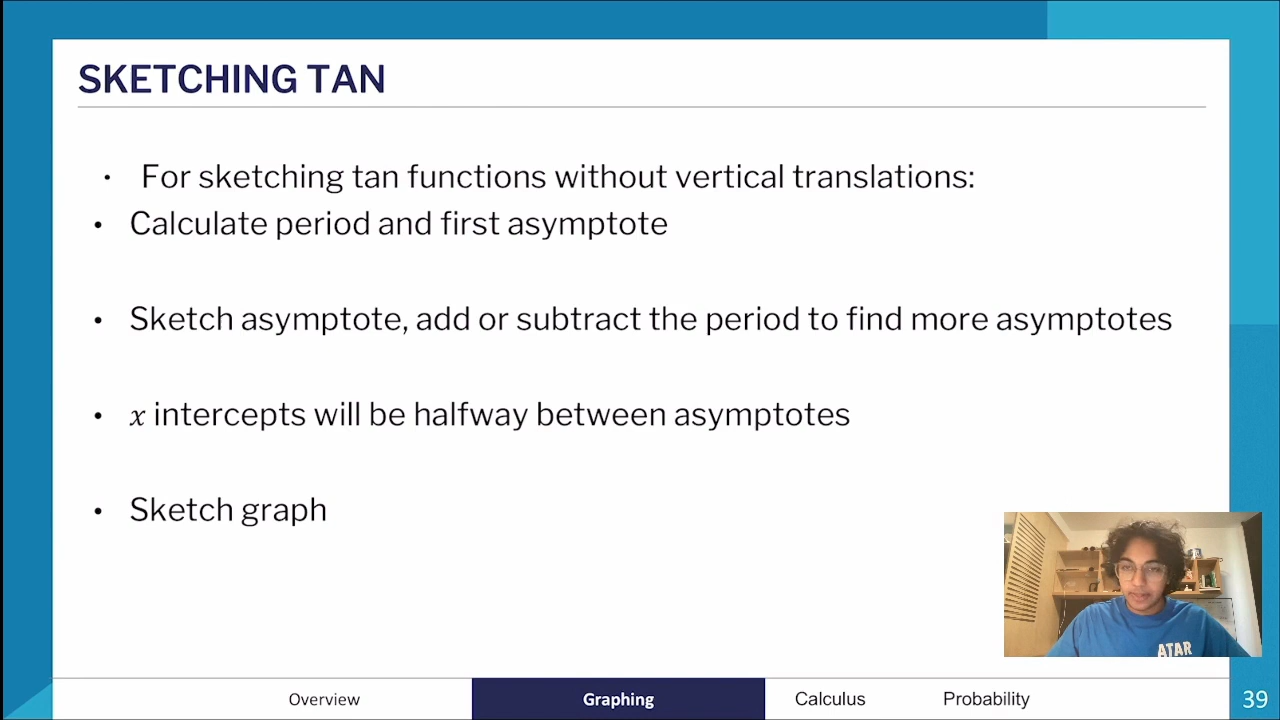 SKETCHING TAN
• For sketching tan functions without vertical translations:
• Calculate period and first asymptote
• Sketch asymptote, add or subtract the period to find more asymptotes
• x intercepts will be halfway between asymptotes
• Sketch graph
ATAR
Overview
Graphing
Calculus
Probability
39